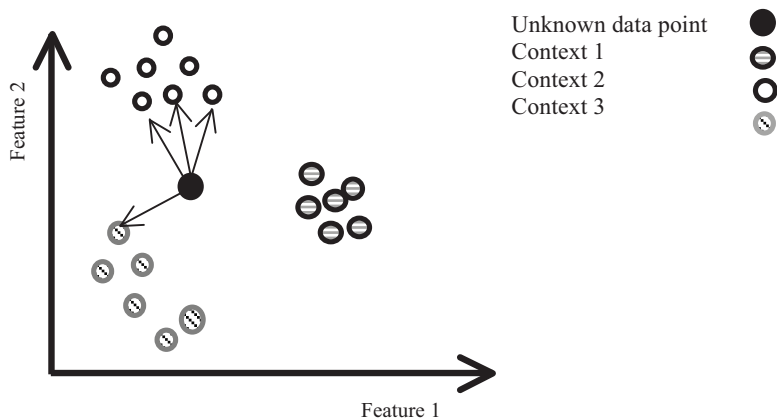 Unknown data point
Context 1
Context 2
Context 3
Feature 2
Feature 1